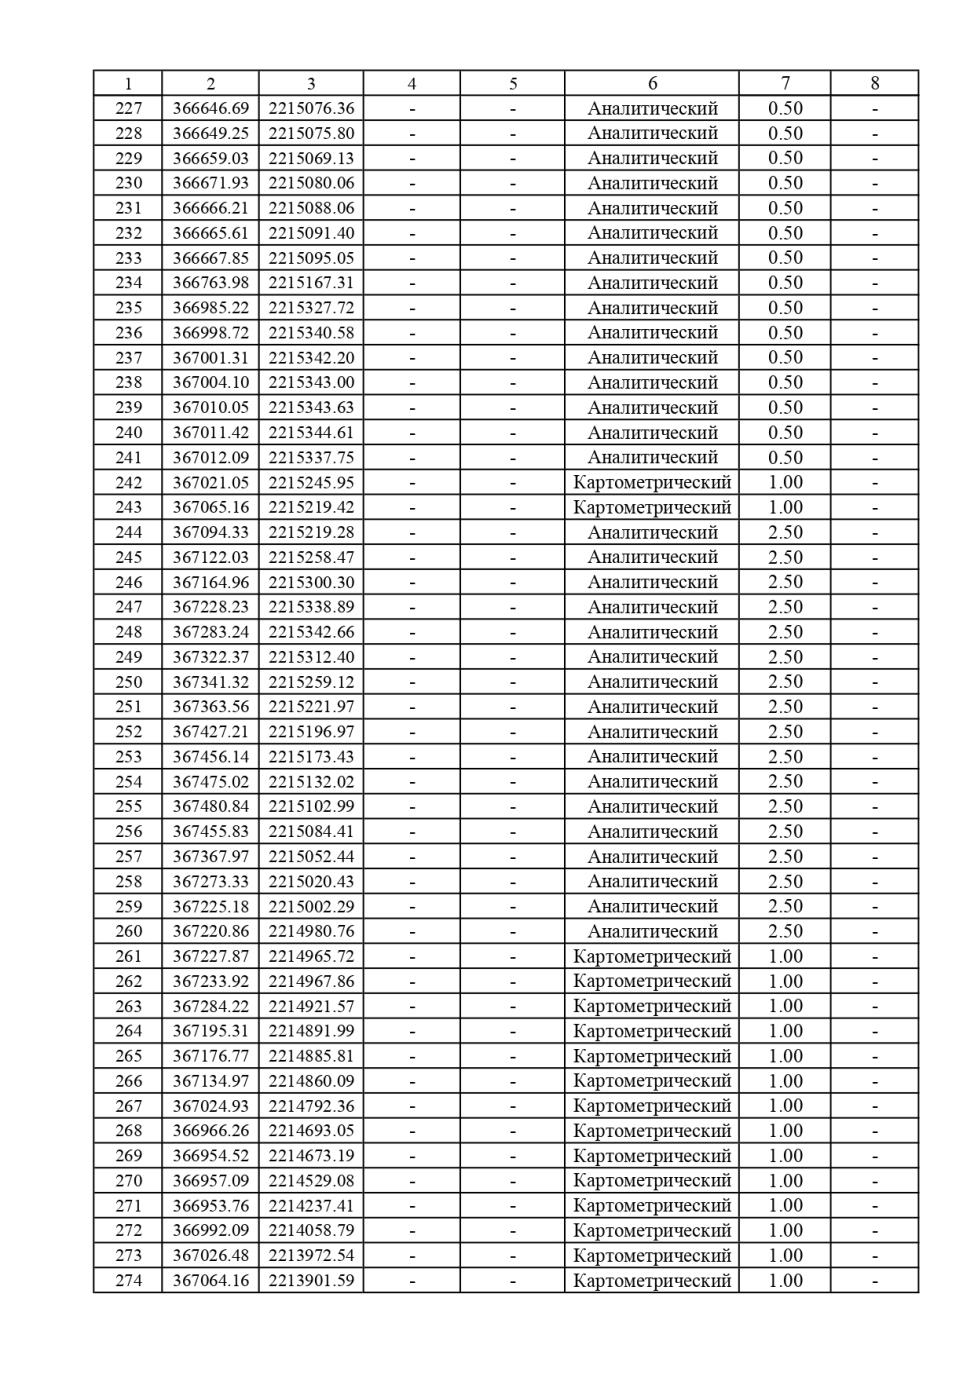 1 2 3 4 5 6 7 8
227 366646.69 2215076.36 - - Аналитический 0.50 -
228 366649.25 2215075.80 - - Аналитический 0.50 -
229 366659.03 2215069.13 - - Аналитический 0.50 -
230 366671.93 2215080.06 - - Аналитический 0.50 -
231 366666.21 2215088.06 - - Аналитический 0.50 -
232 366665.61 2215091.40 - - Аналитический 0.50 -
233 366667.85 2215095.05 - - Аналитический 0.50 -
234 366763.98 2215167.31 - - Аналитический 0.50 -
235 366985.22 2215327.72 - - Аналитический 0.50 -
236 366998.72 2215340.58 - - Аналитический 0.50 -
237 367001.31 2215342.20 - - Аналитический 0.50 -
238 367004.10 2215343.00 - - Аналитический 0.50 -
239 367010.05 2215343.63 - - Аналитический 0.50 -
240 367011.42 2215344.61 - - Аналитический 0.50 -
241 367012.09 2215337.75 - - Аналитический 0.50 -
242 367021.05 2215245.95 - - Картометрический 1.00 -
243 367065.16 2215219.42 - - Картометрический 1.00 -
244 367094.33 2215219.28 - - Аналитический 2.50 -
245 367122.03 2215258.47 - - Аналитический 2.50 -
246 367164.96 2215300.30 - - Аналитический 2.50 -
247 367228.23 2215338.89 - - Аналитический 2.50 -
248 367283.24 2215342.66 - - Аналитический 2.50 -
249 367322.37 2215312.40 - - Аналитический 2.50 -
250 367341.32 2215259.12 - - Аналитический 2.50 -
251 367363.56 2215221.97 - - Аналитический 2.50 -
252 367427.21 2215196.97 - - Аналитический 2.50 -
253 367456.14 2215173.43 - - Аналитический 2.50 -
254 367475.02 2215132.02 - - Аналитический 2.50 -
255 367480.84 2215102.99 - - Аналитический 2.50 -
256 367455.83 2215084.41 - - Аналитический 2.50 -
257 367367.97 2215052.44 - - Аналитический 2.50 -
258 367273.33 2215020.43 - - Аналитический 2.50 -
259 367225.18 2215002.29 - - Аналитический 2.50 -
260 367220.86 2214980.76 - - Аналитический 2.50 -
261 367227.87 2214965.72 - - Картометрический 1.00 -
262 367233.92 2214967.86 - - Картометрический 1.00 -
263 367284.22 2214921.57 - - Картометрический 1.00 -
264 367195.31 2214891.99 - - Картометрический 1.00 -
265 367176.77 2214885.81 - - Картометрический 1.00 -
266 367134.97 2214860.09 - - Картометрический 1.00 -
267 367024.93 2214792.36 - - Картометрический 1.00 -
268 366966.26 2214693.05 - - Картометрический 1.00 -
269 366954.52 2214673.19 - - Картометрический 1.00 -
270 366957.09 2214529.08 - - Картометрический 1.00 -
271 366953.76 2214237.41 - - Картометрический 1.00 -
272 366992.09 2214058.79 - - Картометрический 1.00 -
273 367026.48 2213972.54 - - Картометрический 1.00 -
274 367064.16 2213901.59 - - Картометрический 1.00 -